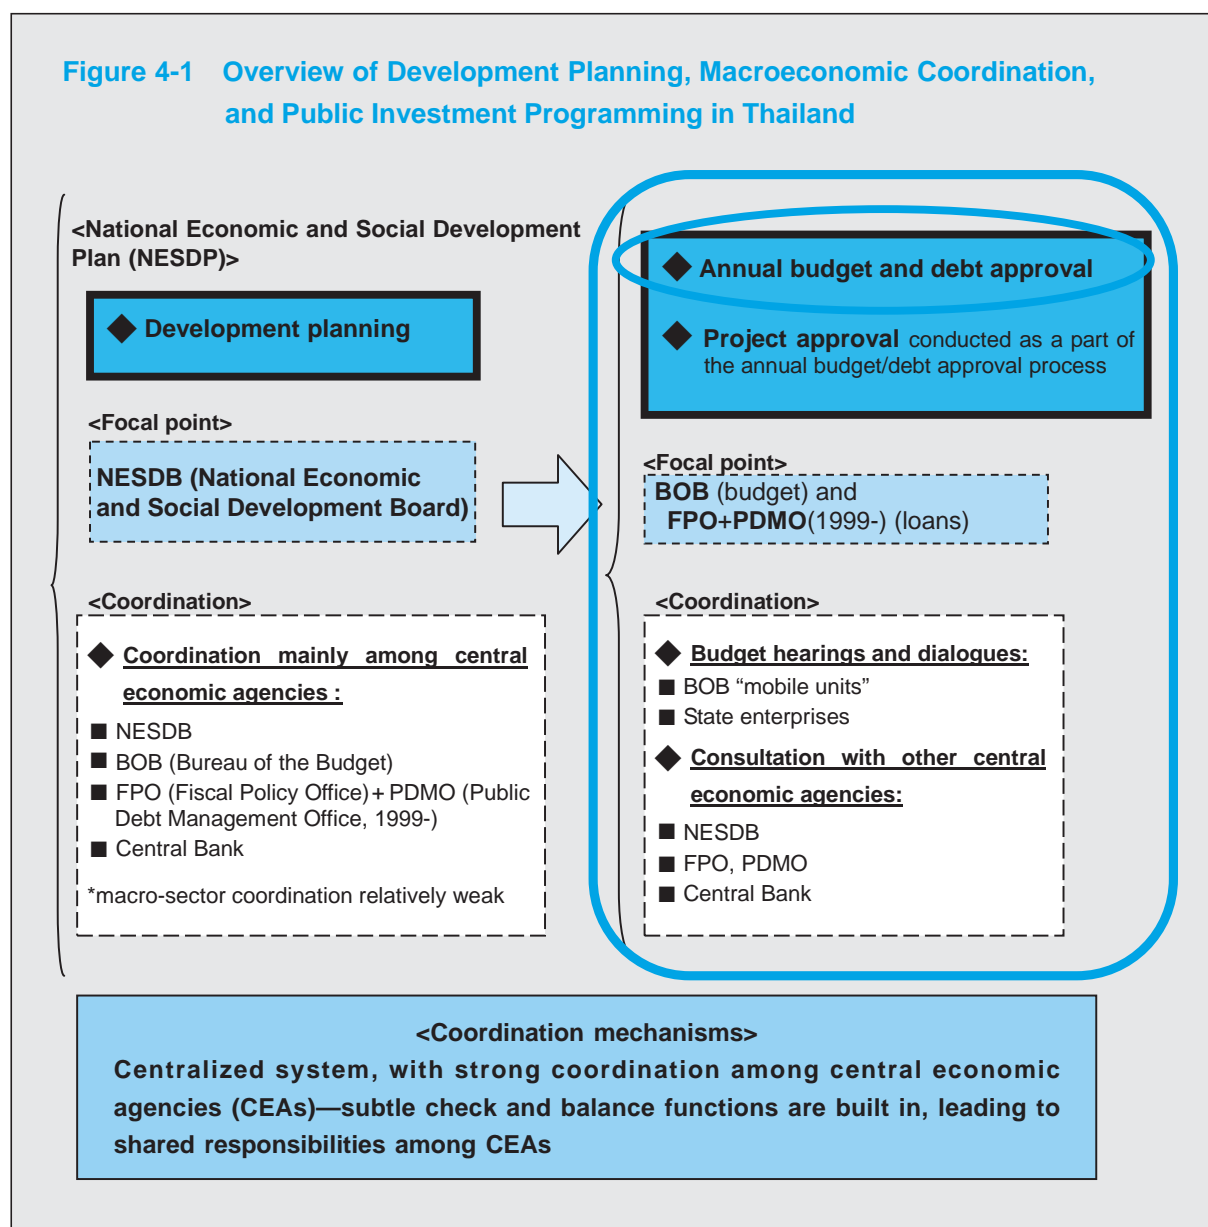 Figure 4-1 Overview of Development Planning, Macroeconomic Coordination,
and Public Investment Programming in Thailand
<National Economic and Social Development
Plan (NESDP)>
◆ Development planning
<Focal point>
NESDB (National Economic
and Social Development Board)
<Coordination>
◆ Coordination mainly among central
economic agencies :
■ NESDB
■ BOB (Bureau of the Budget)
■ FPO (Fiscal Policy Office) + PDMO (Public
Debt Management Office, 1999-)
■ Central Bank
*macro-sector coordination relatively weak
◆ Annual budget and debt approval
◆ Project approval conducted as a part of
the annual budget/debt approval process
<Focal point>
BOB (budget) and
FPO+PDMO(1999-) (loans)
<Coordination>
◆ Budget hearings and dialogues:
■ BOB “mobile units”
■ State enterprises
◆ Consultation with other central
economic agencies:
■ NESDB
■ FPO, PDMO
■ Central Bank
<Coordination mechanisms>
Centralized system, with strong coordination among central economic
agencies (CEAs)—subtle check and balance functions are built in, leading to
shared responsibilities among CEAs